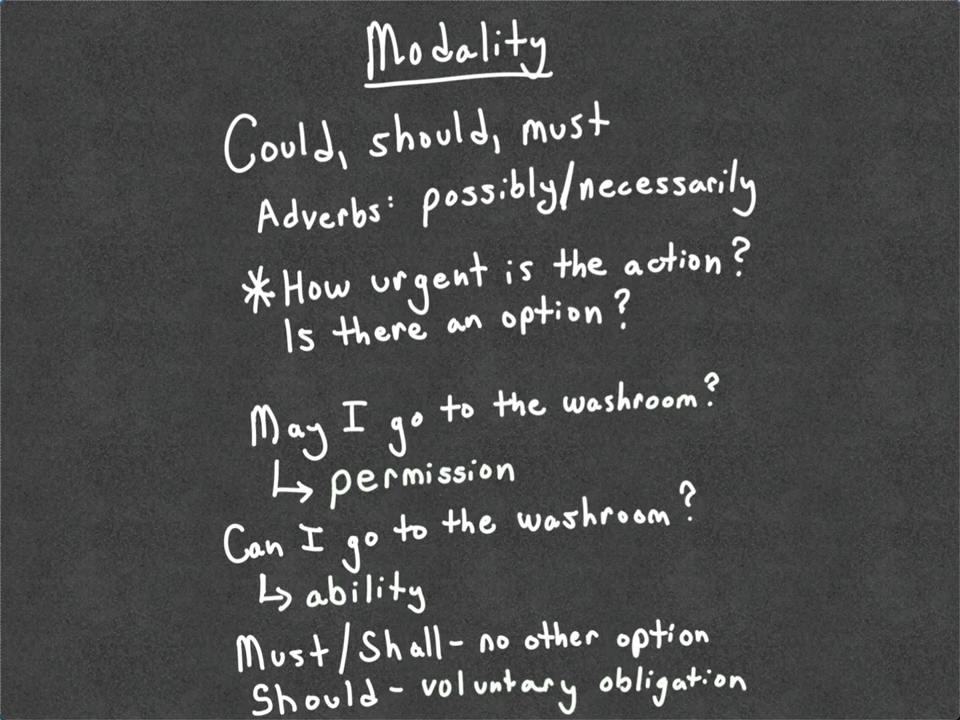 Modality
Could, should, must
Adverbs: possibly/necessarily
*How urgent is the action?
Is there an option?
May I go to the washroom?
↳ permission
Can I go to the washroom?
↳ ability
Must/Shall - no other option
Should - voluntary obligation